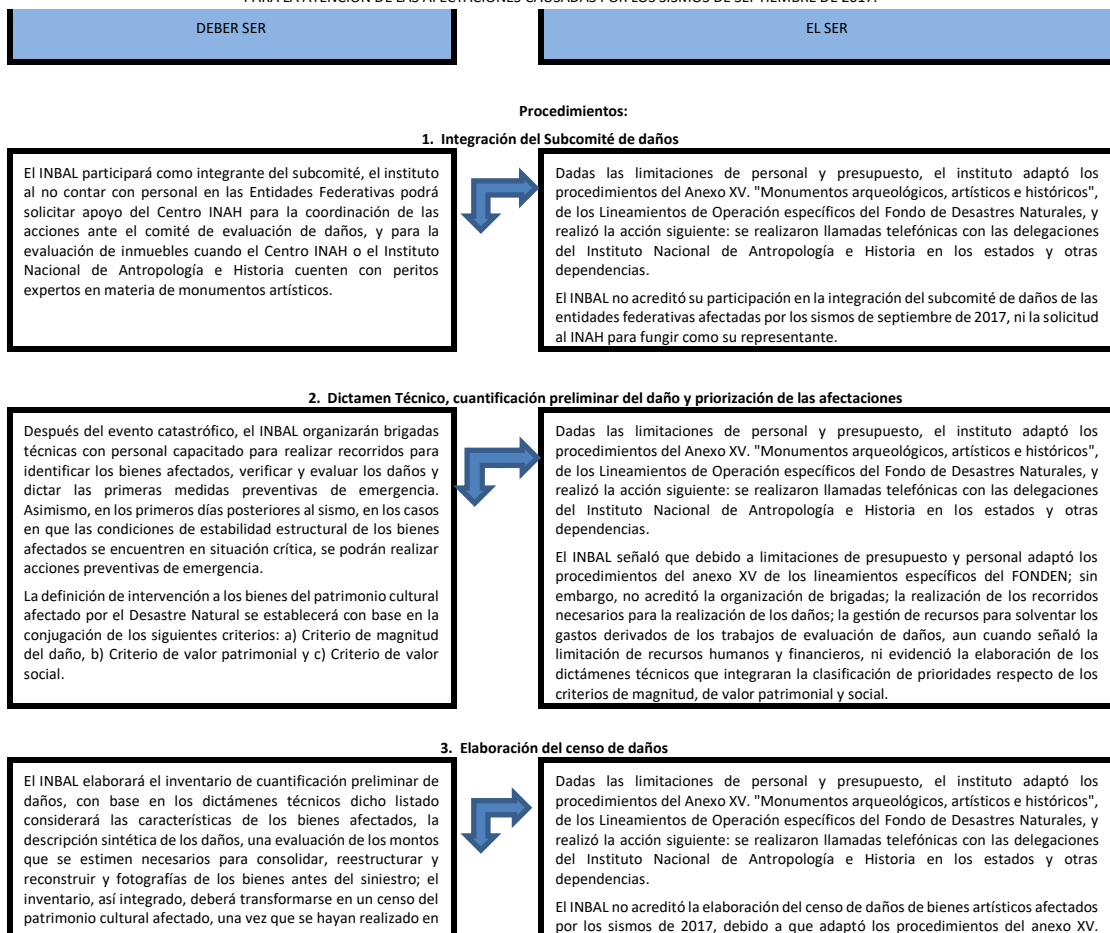 PARA LA ATENCIÓN DE LAS AFECTACIONES CAUSADAS POR LOS SISMOS DE SEPTIEMBRE DE 2017.
DEBER SER
EL SER
Procedimientos:
1. Integración del Subcomité de daños
El INBAL participará como integrante del subcomité, el instituto
al no contar con personal en las Entidades Federativas podrá
solicitar apoyo del Centro INAH para la coordinación de las
acciones ante el comité de evaluación de daños, y para la
evaluación de inmuebles cuando el Centro INAH o el Instituto
Nacional de Antropología e Historia cuenten con peritos
expertos en materia de monumentos artísticos.
Dadas las limitaciones de personal y presupuesto, el instituto adaptó los
procedimientos del Anexo XV. "Monumentos arqueológicos, artísticos e históricos",
de los Lineamientos de Operación específicos del Fondo de Desastres Naturales, y
realizó la acción siguiente: se realizaron llamadas telefónicas con las delegaciones
del Instituto Nacional de Antropología e Historia en los estados y otras
dependencias.
El INBAL no acreditó su participación en la integración del subcomité de daños de las
entidades federativas afectadas por los sismos de septiembre de 2017, ni la solicitud
al INAH para fungir como su representante.
2. Dictamen Técnico, cuantificación preliminar del daño y priorización de las afectaciones
Después del evento catastrófico, el INBAL organizarán brigadas
técnicas con personal capacitado para realizar recorridos para
identificar los bienes afectados, verificar y evaluar los daños y
dictar las primeras medidas preventivas de emergencia.
Asimismo, en los primeros días posteriores al sismo, en los casos
en que las condiciones de estabilidad estructural de los bienes
afectados se encuentren en situación crítica, se podrán realizar
acciones preventivas de emergencia.
La definición de intervención a los bienes del patrimonio cultural
afectado por el Desastre Natural se establecerá con base en la
conjugación de los siguientes criterios: a) Criterio de magnitud
del daño, b) Criterio de valor patrimonial y c) Criterio de valor
social.
Dadas las limitaciones de personal y presupuesto, el instituto adaptó los
procedimientos del Anexo XV. "Monumentos arqueológicos, artísticos e históricos",
de los Lineamientos de Operación específicos del Fondo de Desastres Naturales, y
realizó la acción siguiente: se realizaron llamadas telefónicas con las delegaciones
del Instituto Nacional de Antropología e Historia en los estados y otras
dependencias.
El INBAL señaló que debido a limitaciones de presupuesto y personal adaptó los
procedimientos del anexo XV de los lineamientos específicos del FONDEN; sin
embargo, no acreditó la organización de brigadas; la realización de los recorridos
necesarios para la realización de los daños; la gestión de recursos para solventar los
gastos derivados de los trabajos de evaluación de daños, aun cuando señaló la
limitación de recursos humanos y financieros, ni evidenció la elaboración de los
dictámenes técnicos que integraran la clasificación de prioridades respecto de los
criterios de magnitud, de valor patrimonial y social.
3. Elaboración del censo de daños
El INBAL elaborará el inventario de cuantificación preliminar de
daños, con base en los dictámenes técnicos dicho listado
considerará las características de los bienes afectados, la
descripción sintética de los daños, una evaluación de los montos
que se estimen necesarios para consolidar, reestructurar y
reconstruir y fotografías de los bienes antes del siniestro; el
inventario, así integrado, deberá transformarse en un censo del
patrimonio cultural afectado, una vez que se hayan realizado en
Dadas las limitaciones de personal y presupuesto, el instituto adaptó los
procedimientos del Anexo XV. "Monumentos arqueológicos, artísticos e históricos",
de los Lineamientos de Operación específicos del Fondo de Desastres Naturales, y
realizó la acción siguiente: se realizaron llamadas telefónicas con las delegaciones
del Instituto Nacional de Antropología e Historia en los estados y otras
dependencias.
El INBAL no acreditó la elaboración del censo de daños de bienes artísticos afectados
por los sismos de 2017, debido a que adaptó los procedimientos del anexo XV.